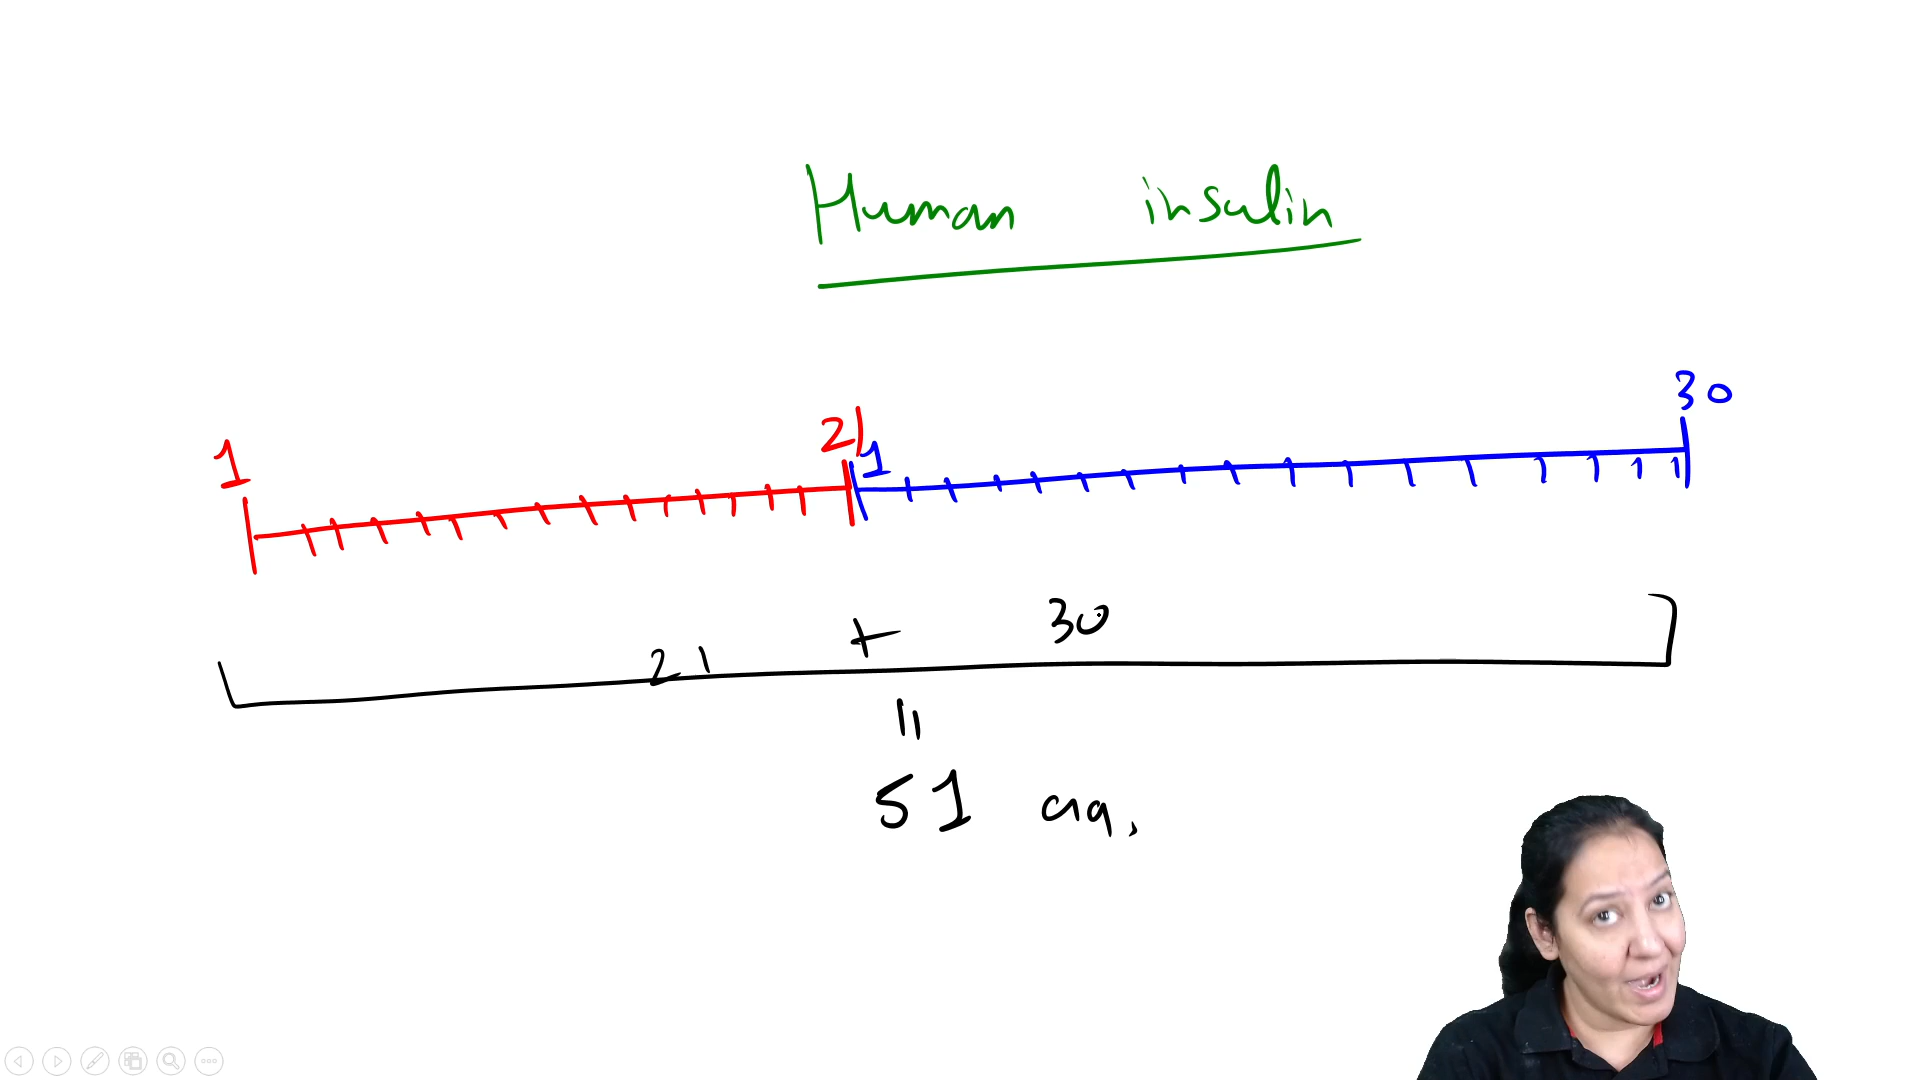 Human insulin
30
1 21 1
21 + 30
=
51 aa,